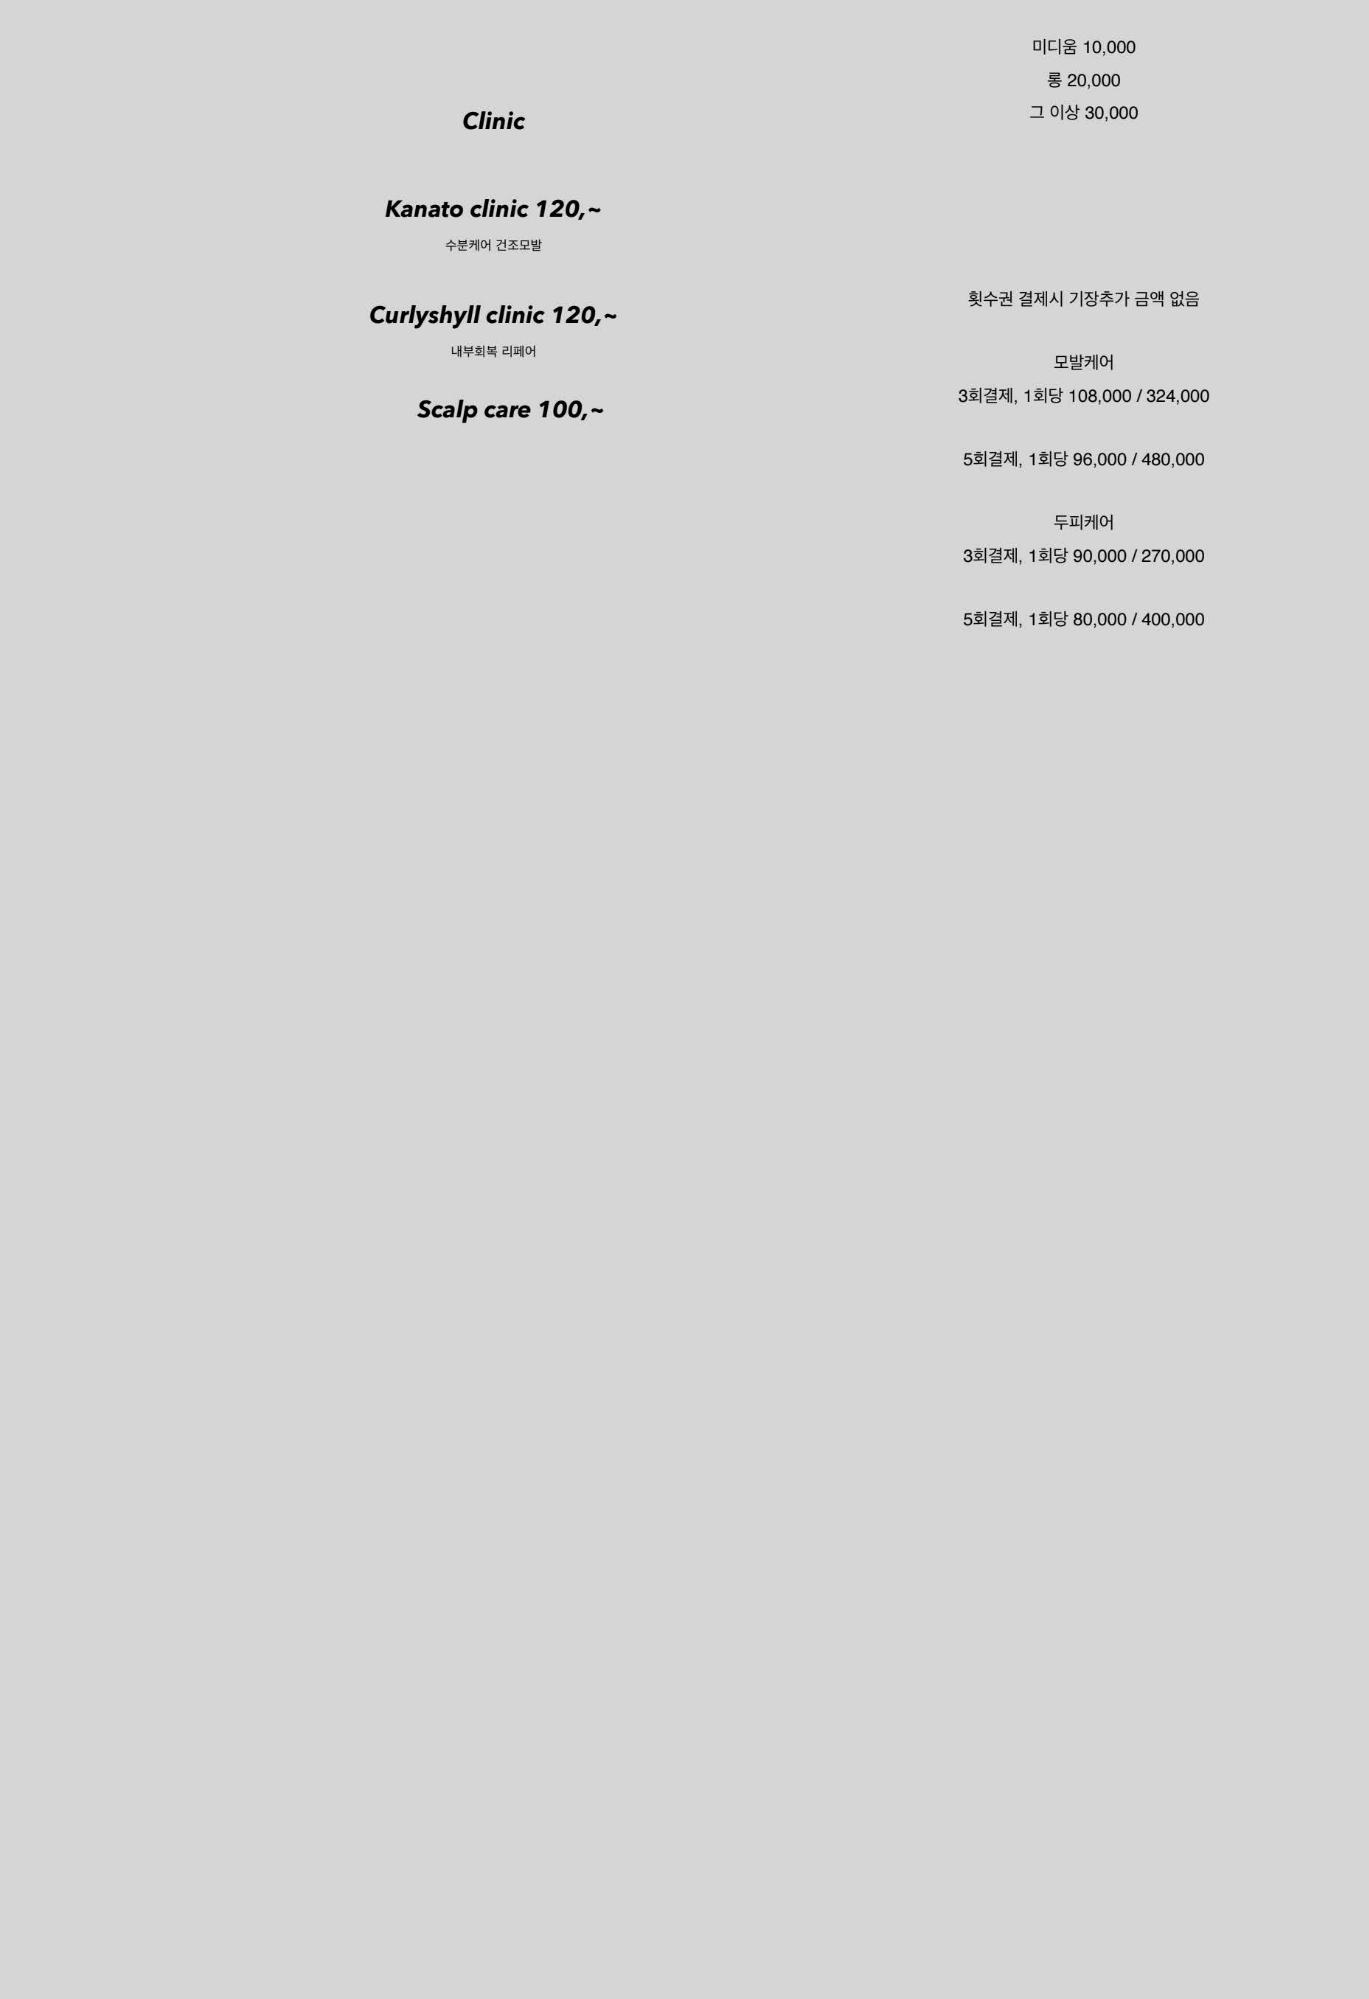 Clinic
Kanato clinic 120,~
수분케어 건조모발
Curlyshyll clinic 120,~
내부회복 리페어
Scalp care 100,~
미디움 10,000
롱 20,000
그 이상 30,000
횟수권 결제시 기장추가 금액 없음
모발케어
3회결제, 1회당 108,000 / 324,000
5회결제, 1회당 96,000 / 480,000
두피케어
3회결제, 1회당 90,000 / 270,000
5회결제, 1회당 80,000 / 400,000